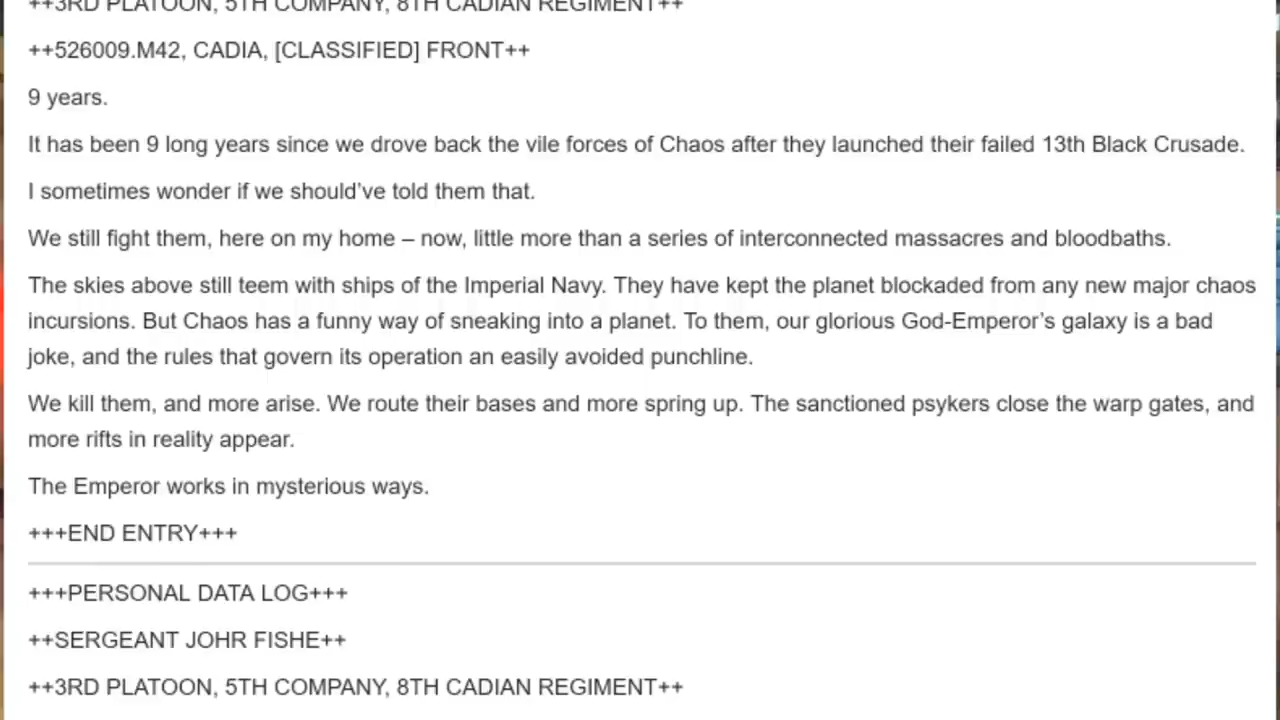 ++3RD PLATOON, 5TH COMPANY, 8TH CADIAN REGIMENT++
++526009.M42, CADIA, [CLASSIFIED] FRONT++
9 years.
It has been 9 long years since we drove back the vile forces of Chaos after they launched their failed 13th Black Crusade.
I sometimes wonder if we should’ve told them that.
We still fight them, here on my home – now, little more than a series of interconnected massacres and bloodbaths.
The skies above still teem with ships of the Imperial Navy. They have kept the planet blockaded from any new major chaos
incursions. But Chaos has a funny way of sneaking into a planet. To them, our glorious God-Emperor’s galaxy is a bad
joke, and the rules that govern its operation an easily avoided punchline.
We kill them, and more arise. We route their bases and more spring up. The sanctioned psykers close the warp gates, and
more rifts in reality appear.
The Emperor works in mysterious ways.
+++END ENTRY+++
+++PERSONAL DATA LOG+++
++SERGEANT JOHR FISHE++
++3RD PLATOON, 5TH COMPANY, 8TH CADIAN REGIMENT++